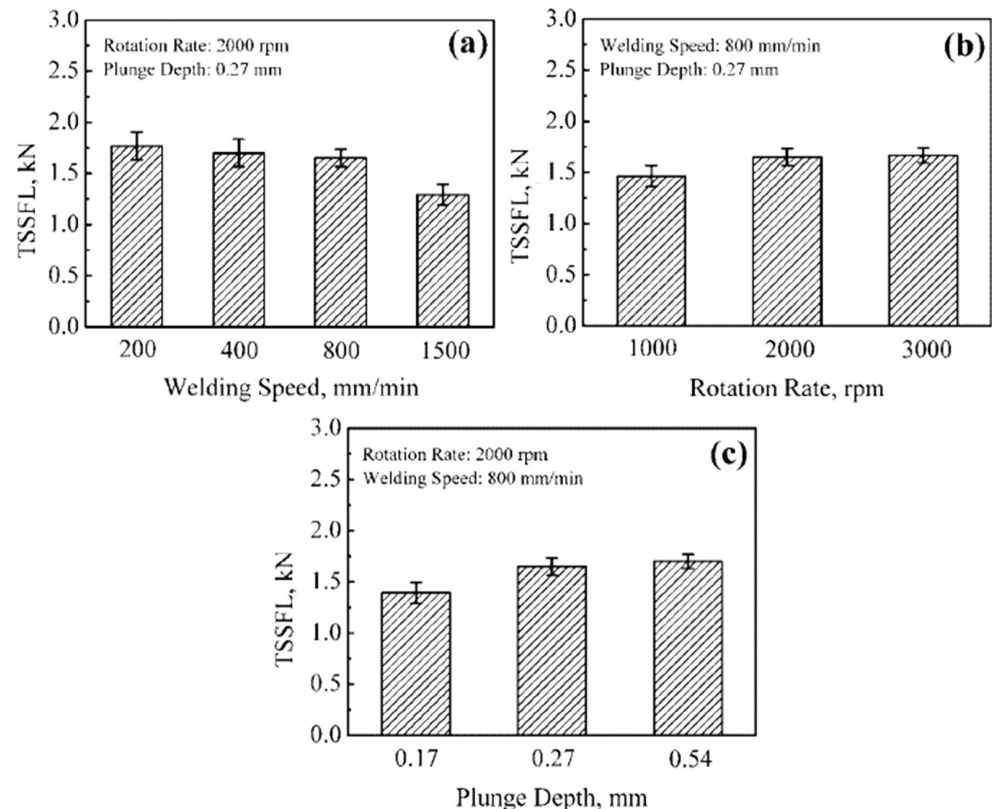 (a)
Rotation Rate: 2000 rpm
Plunge Depth: 0.27 mm
TSSFL, kN
3.0
2.5
2.0
1.5
1.0
0.5
0.0
200 400 800 1500
Welding Speed, mm/min
(b)
Welding Speed: 800 mm/min
Plunge Depth: 0.27 mm
TSSFL, kN
3.0
2.5
2.0
1.5
1.0
0.5
0.0
1000 2000 3000
Rotation Rate, rpm
(c)
Rotation Rate: 2000 rpm
Welding Speed: 800 mm/min
TSSFL, kN
3.0
2.5
2.0
1.5
1.0
0.5
0.0
0.17 0.27 0.54
Plunge Depth, mm